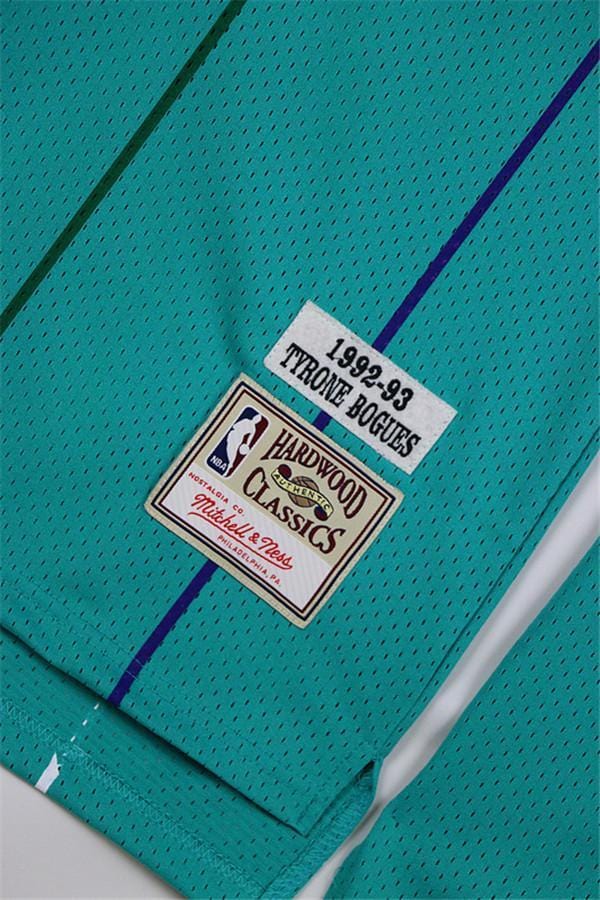 1992-93
TYRONE BOGUES
NBA
HARDWOOD
AUTHENTIC
CLASSICS
NOSTALGIA CO.
Mitchell & Ness
PHILADELPHIA, PA.